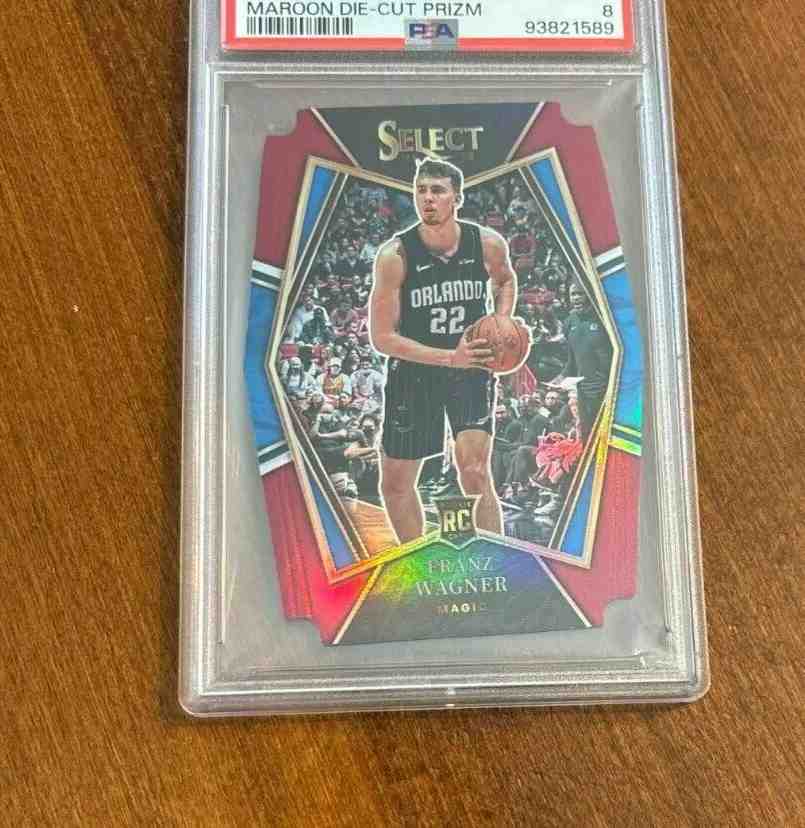 MAROON DIE-CUT PRIZM 8
PSA 93821589
SELECT
ORLANDO
22
RC
FRANZ
WAGNER
MAGIC